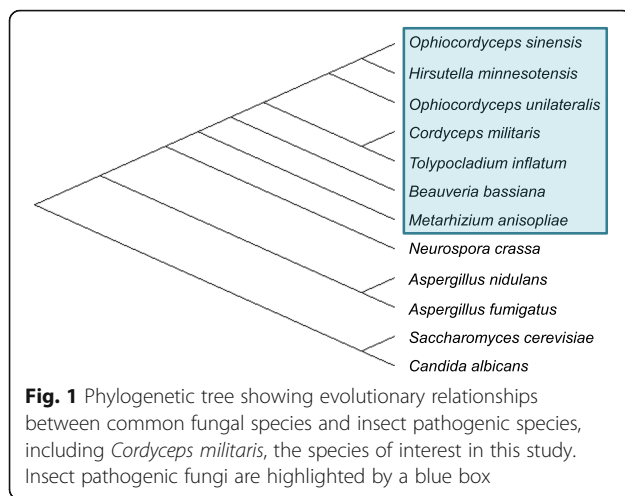 Ophiocordyceps sinensis
Hirsutella minnesotensis
Ophiocordyceps unilateralis
Cordyceps militaris
Tolypocladium inflatum
Beauveria bassiana
Metarhizium anisopliae
Neurospora crassa
Aspergillus nidulans
Aspergillus fumigatus
Saccharomyces cerevisiae
Candida albicans
Fig. 1 Phylogenetic tree showing evolutionary relationships
between common fungal species and insect pathogenic species,
including Cordyceps militaris, the species of interest in this study.
Insect pathogenic fungi are highlighted by a blue box